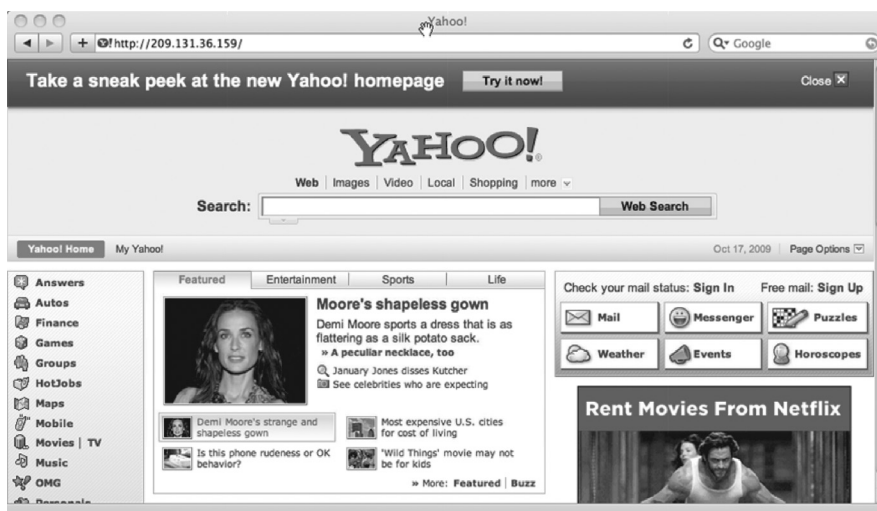 Yahoo!
http://209.131.36.159/
Google
Take a sneak peek at the new Yahoo! homepage
Try it now!
Close
YAHOO!
Web Images Video Local Shopping more
Search:
Web Search
Yahoo! Home My Yahoo!
Oct 17, 2009 Page Options
Answers
Autos
Finance
Games
Groups
HotJobs
Maps
Mobile
Movies | TV
Music
OMG
Personals
Featured Entertainment Sports Life
Moore's shapeless gown
Demi Moore sports a dress that is as
flattering as a silk potato sack.
» A peculiar necklace, too
January Jones disses Kutcher
See celebrities who are expecting
Demi Moore's strange and
shapeless gown
Most expensive U.S. cities
for cost of living
Is this phone rudeness or OK
behavior?
'Wild Things' movie may not
be for kids
» More: Featured | Buzz
Check your mail status: Sign In Free mail: Sign Up
Mail Messenger Puzzles
Weather Events Horoscopes
Rent Movies From Netflix